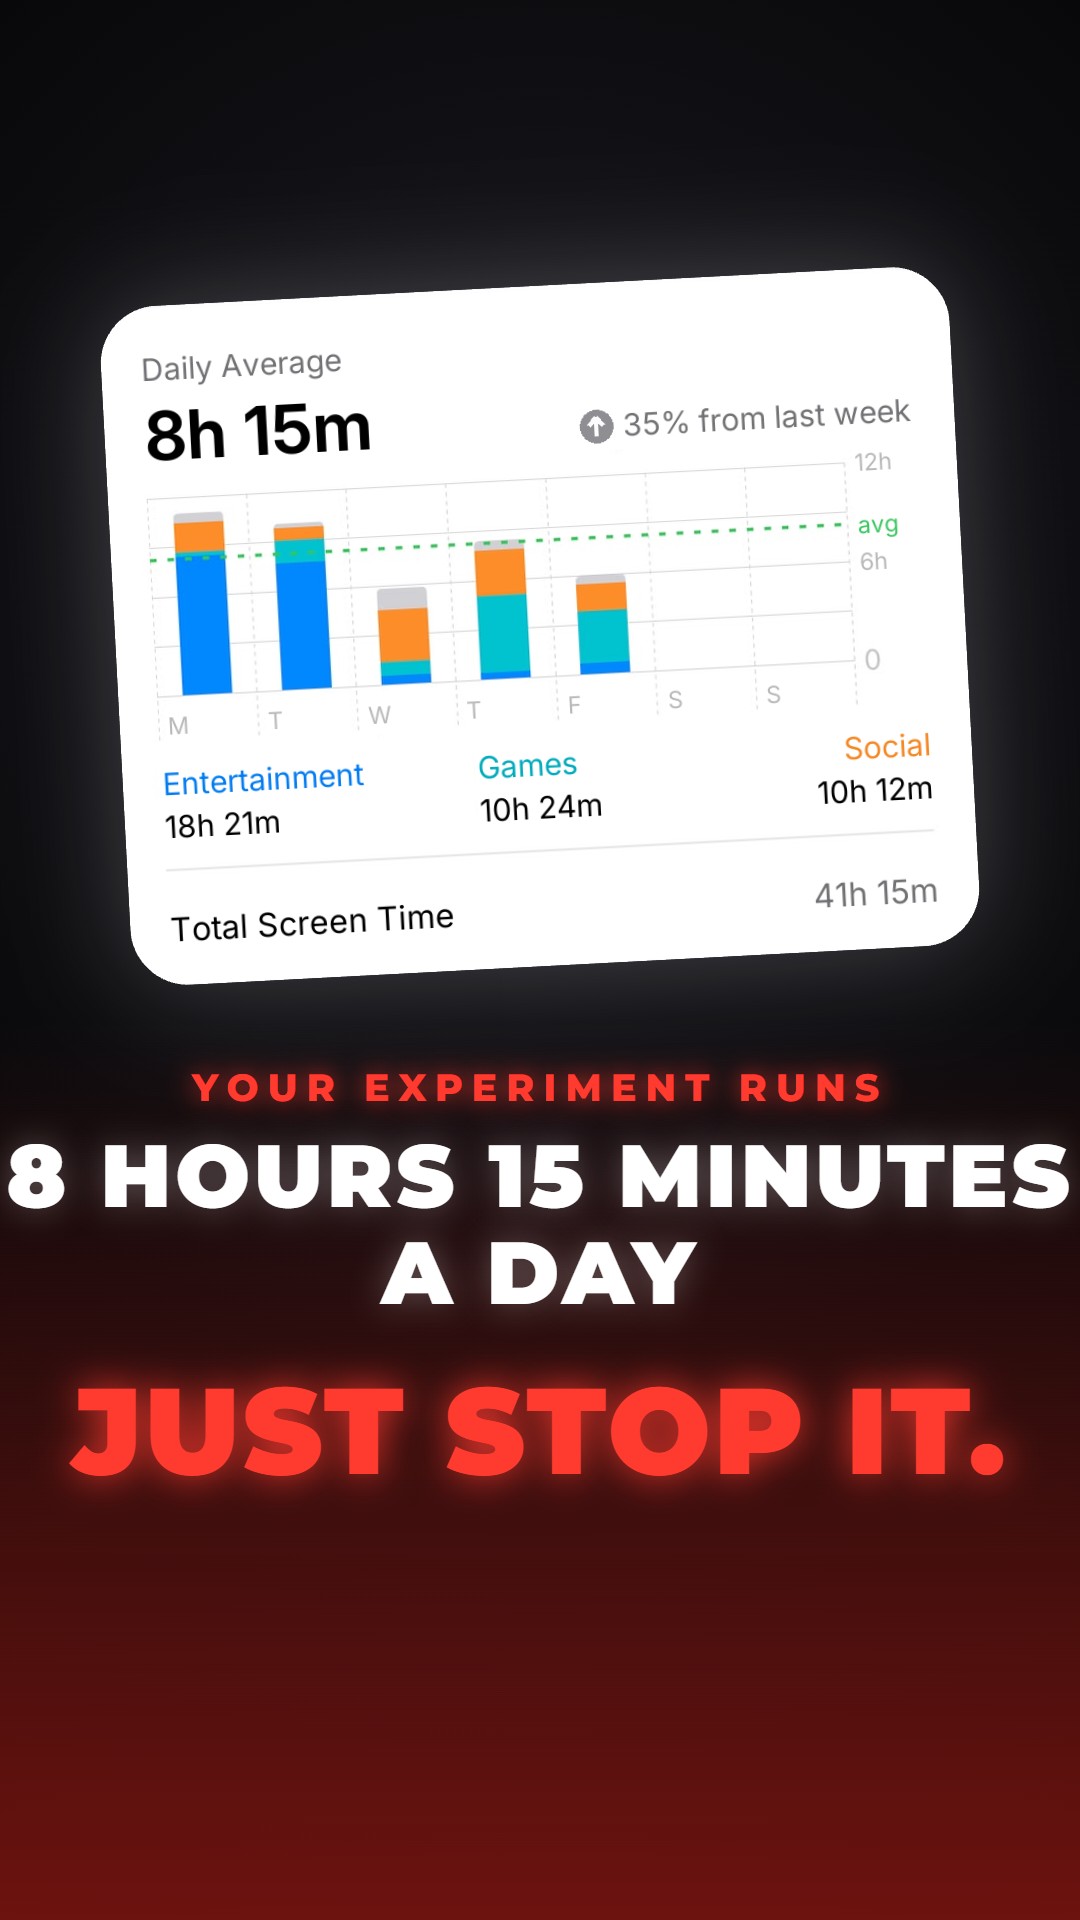 Daily Average
8h 15m
35% from last week
12h
avg
6h
0
M T W T F S S
Entertainment Games Social
18h 21m 10h 24m 10h 12m
Total Screen Time 41h 15m
YOUR EXPERIMENT RUNS
8 HOURS 15 MINUTES
A DAY
JUST STOP IT.